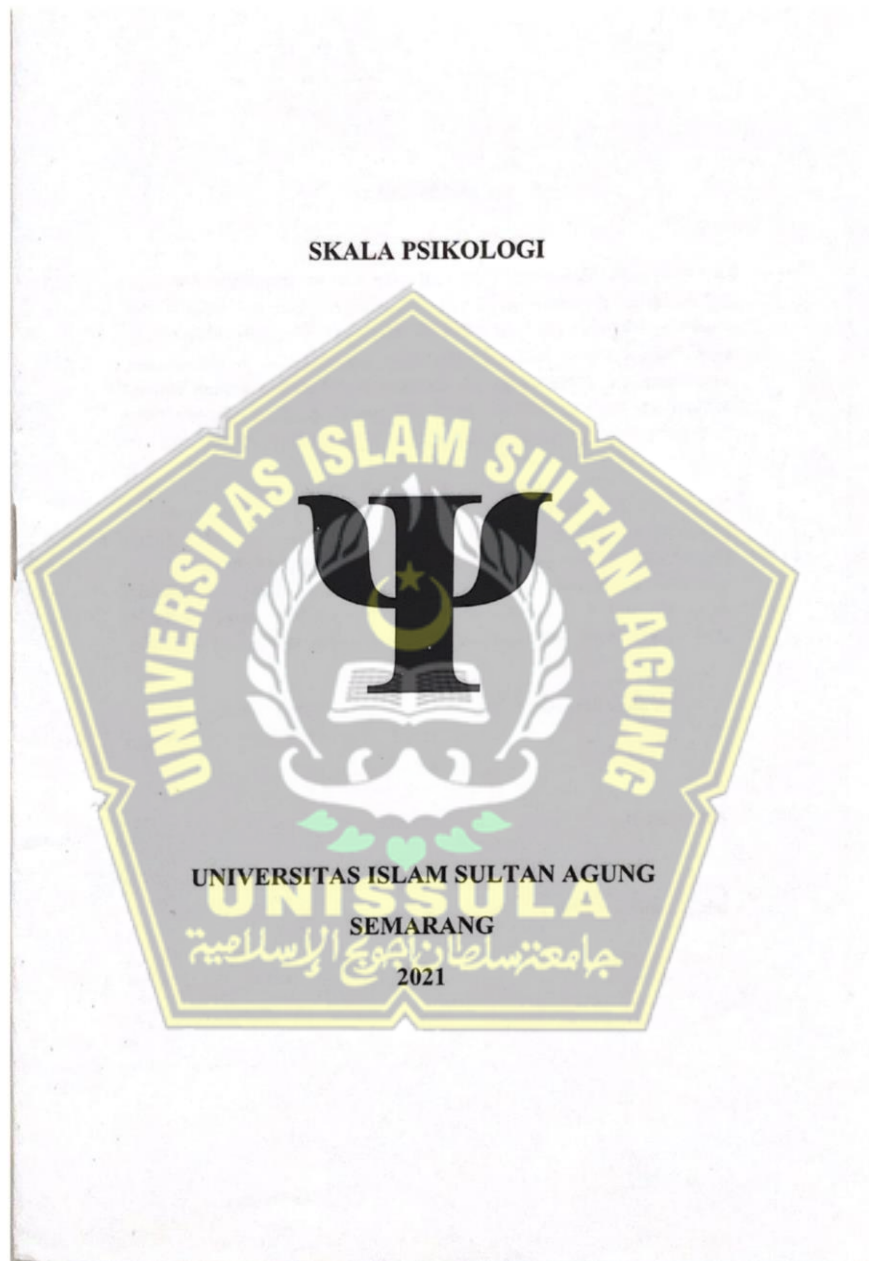 SKALA PSIKOLOGI
UNIVERSITAS ISLAM SULTAN AGUNG
Ψ
UNIVERSITAS ISLAM SULTAN AGUNG
UNISSULA
SEMARANG
جامعة سلطان أجونج الإسلامية
2021